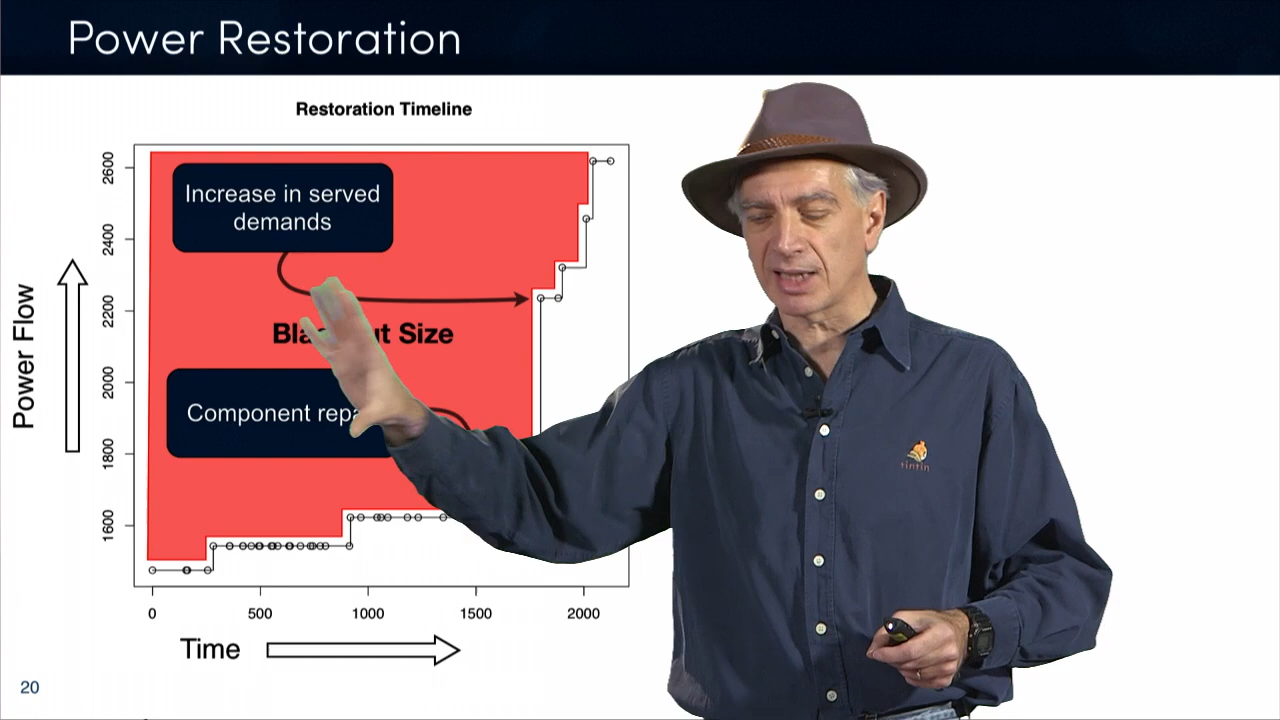 Power Restoration
Restoration Timeline
Increase in served
demands
Size
Component
Power Flow
2600
2400
2200
2000
1800
1600
0
500
1000
1500
2000
Time
20
tintin